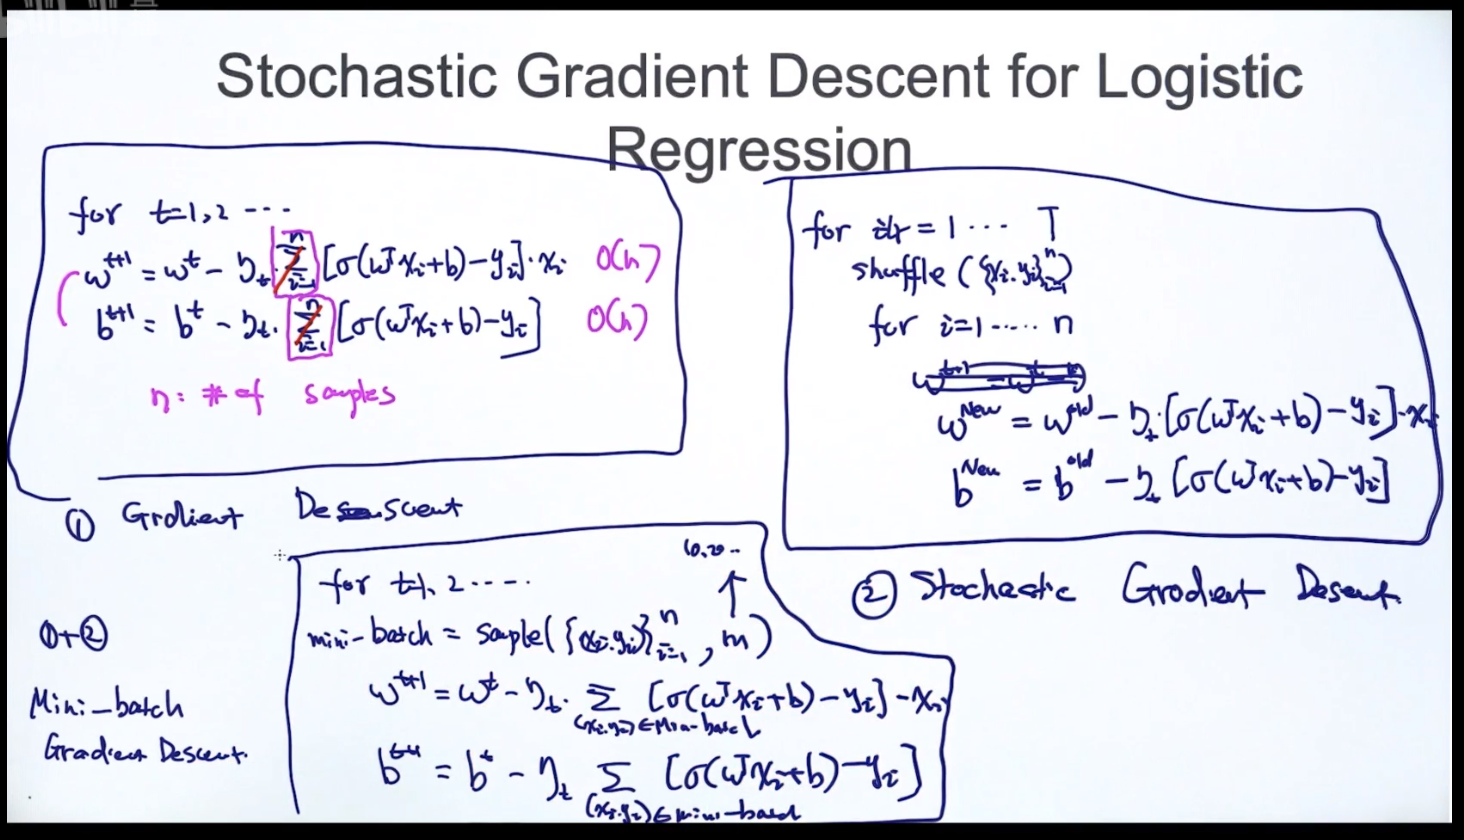 Stochastic Gradient Descent for Logistic
Regression
for t=1,2 ....
w^{t+1} = w^t - η_t · Σ_{i=1}^{n} [σ(w^T x_i + b) - y_i] · x_i O(n)
b^{t+1} = b^t - η_t · Σ_{i=1}^{n} [σ(w^T x_i + b) - y_i] O(n)
n: # of samples
① Grdient Descent
for = 1 ... T
shuffle ({x_i, y_i}_{i=1}^{n})
for i=1 ..... n
w^{New} = w^{old} - η_t · [σ(w^T x_i + b) - y_i] · x_i
b^{New} = b^{old} - η_t [σ(w^T x_i + b) - y_i]
② Stochastic Gradient Descent
①+②
Mini-batch
Gradient Descent.
for t=1, 2 .....
mini-batch = sample({x_i, y_i}_{i=1}^{n}, m)
w^{t+1} = w^t - η_t · Σ_{(x_i, y_i) ∈ Mini-batch} [σ(w^T x_i + b) - y_i] · x_i
b^{t+1} = b^t - η_t Σ_{(x_i, y_i) ∈ mini-batch} [σ(w^T x_i + b) - y_i]